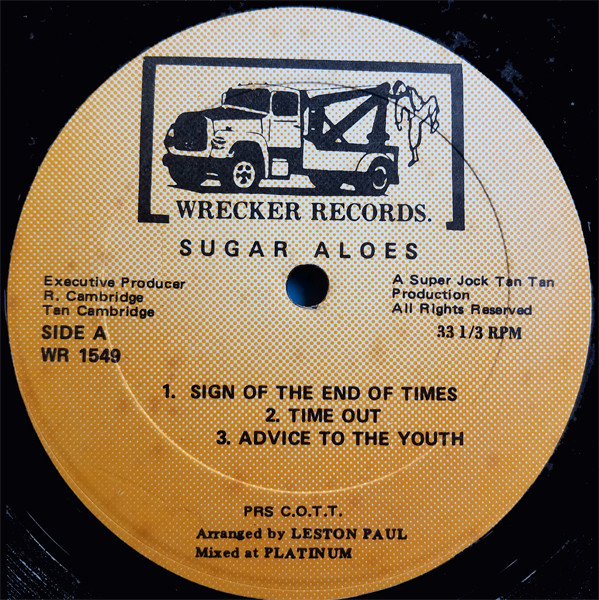 WRECKER RECORDS.
SUGAR ALOES
Executive Producer
R. Cambridge
Tan Cambridge
SIDE A
WR 1549
A Super Jock Tan Tan
Production
All Rights Reserved
33 1/3 RPM
1. SIGN OF THE END OF TIMES
2. TIME OUT
3. ADVICE TO THE YOUTH
PRS C.O.T.T.
Arranged by LESTON PAUL
Mixed at PLATINUM